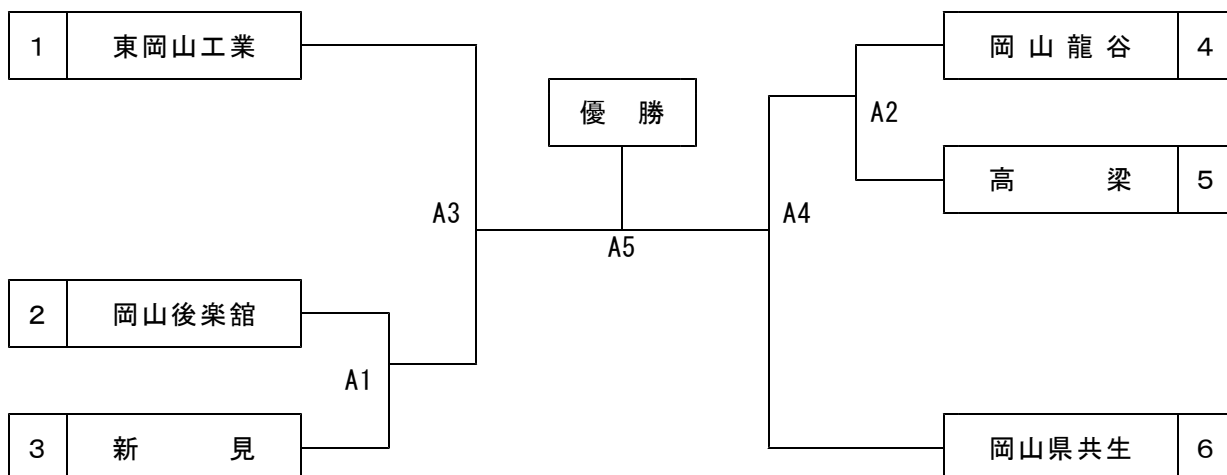 1 東岡山工業
岡山龍谷 4
優 勝
A2
高 梁 5
A3
A4
A5
2 岡山後楽舘
A1
3 新 見
岡山県共生 6